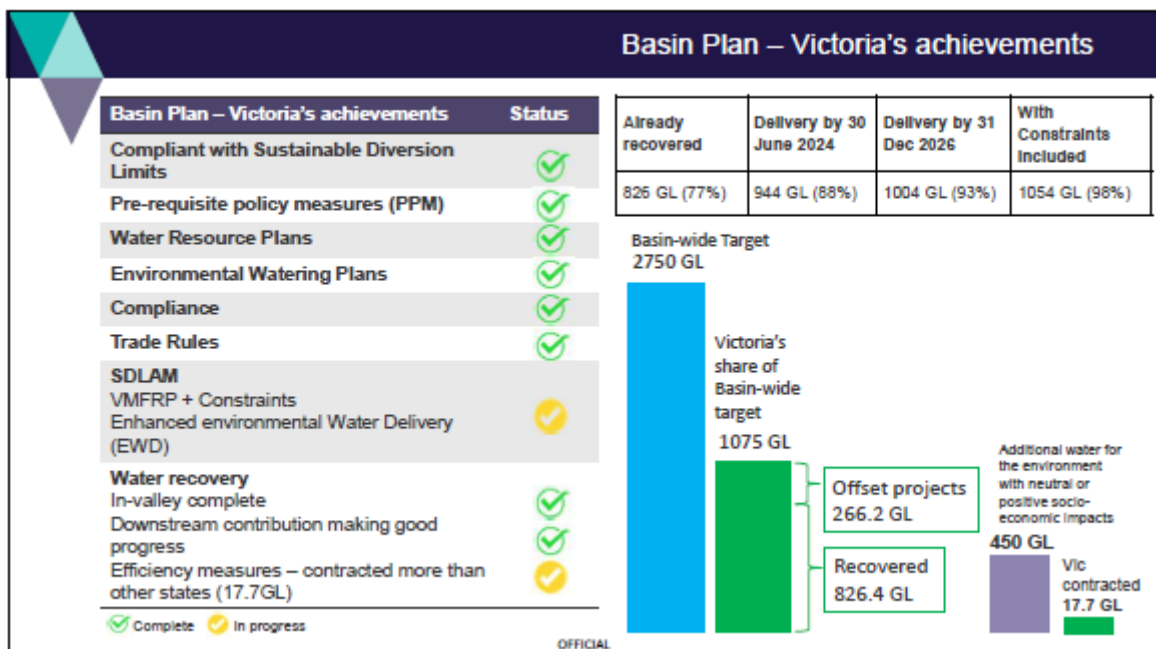 Basin Plan – Victoria's achievements
Basin Plan – Victoria's achievements Status
Compliant with Sustainable Diversion
Limits
Pre-requisite policy measures (PPM)
Water Resource Plans
Environmental Watering Plans
Compliance
Trade Rules
SDLAM
VMFRP + Constraints
Enhanced environmental Water Delivery
(EWD)
Water recovery
In-valley complete
Downstream contribution making good
progress
Efficiency measures – contracted more than
other states (17.7GL)
Complete In progress
OFFICIAL
Already
recovered
Delivery by 30
June 2024
Delivery by 31
Dec 2026
With
Constraints
Included
826 GL (77%) 944 GL (88%) 1004 GL (93%) 1054 GL (98%)
Basin-wide Target
2750 GL
Victoria's
share of
Basin-wide
target
1075 GL
Offset projects
266.2 GL
Recovered
826.4 GL
Additional water for
the environment
with neutral or
positive socio-
economic impacts
450 GL
Vic
contracted
17.7 GL